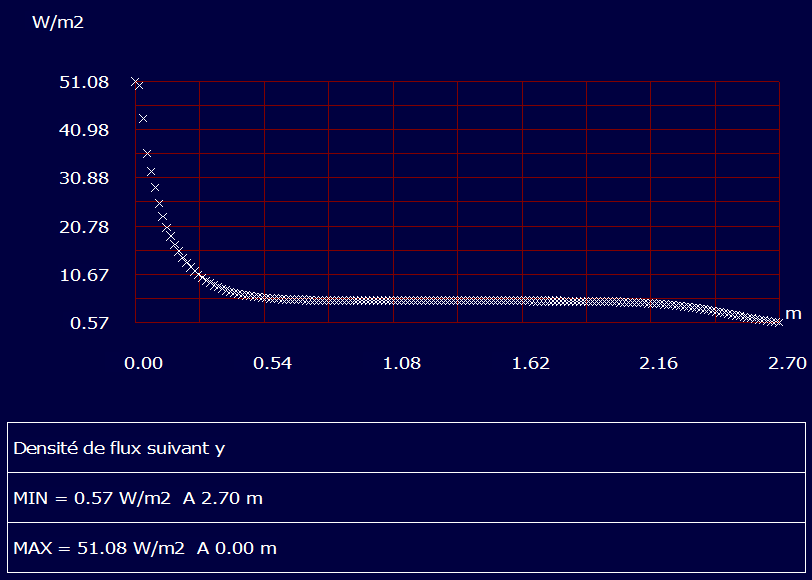 W/m2
51.08
40.98
30.88
20.78
10.67
0.57
m
0.00 0.54 1.08 1.62 2.16 2.70
Densité de flux suivant y
MIN = 0.57 W/m2 A 2.70 m
MAX = 51.08 W/m2 A 0.00 m